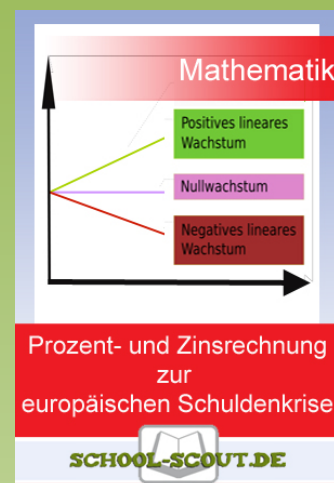 Mathematik
Positives lineares
Wachstum
Nullwachstum
Negatives lineares
Wachstum
Prozent- und Zinsrechnung
zur
europäischen Schuldenkrise
SCHOOL-SCOUT.DE